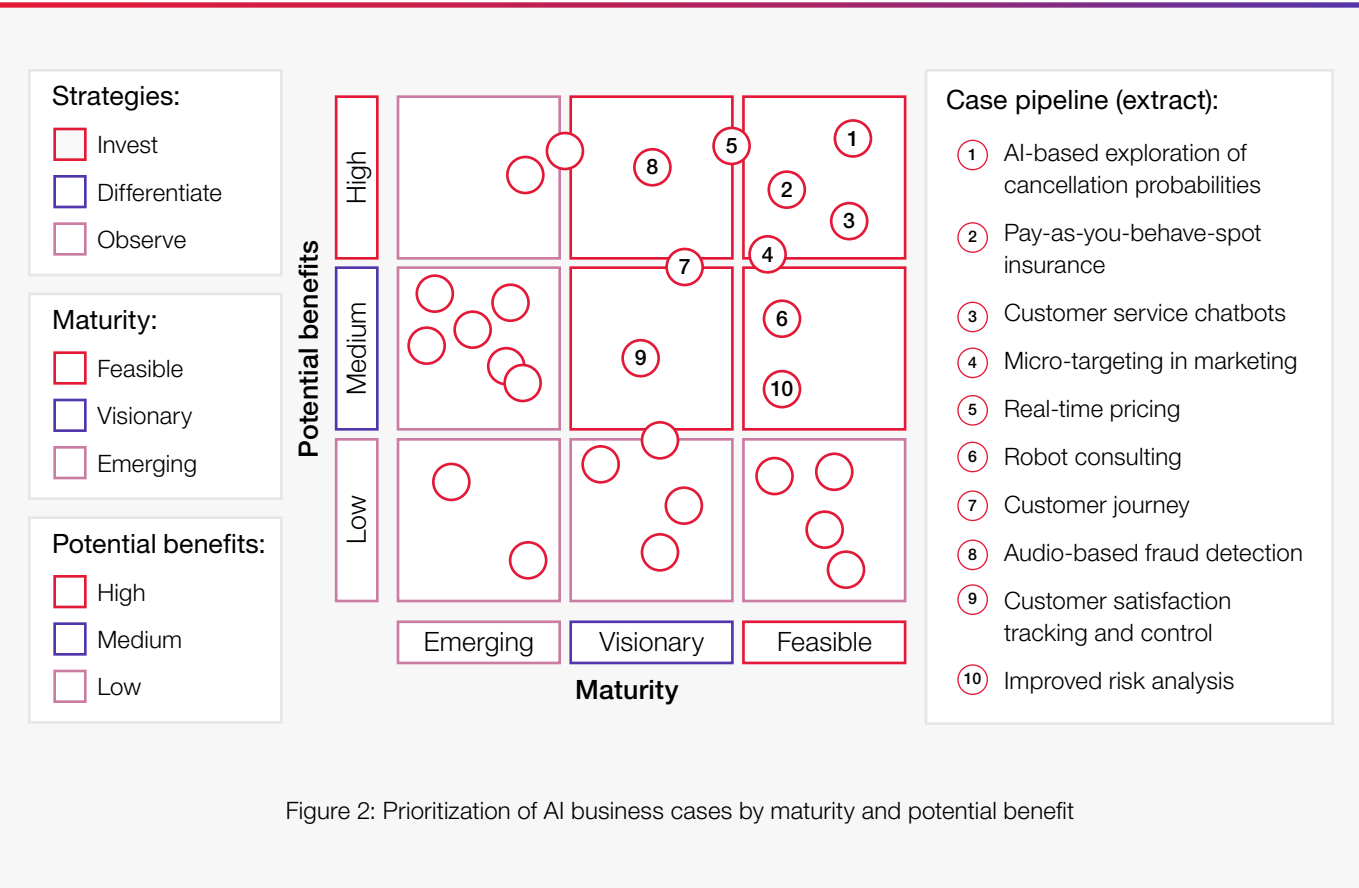 Strategies:
Invest
Differentiate
Observe
Maturity:
Feasible
Visionary
Emerging
Potential benefits:
High
Medium
Low
Potential benefits
High
Medium
Low
5
1
8
2
3
4
7
6
9
10
Emerging
Visionary
Feasible
Maturity
Case pipeline (extract):
1 AI-based exploration of
cancellation probabilities
2 Pay-as-you-behave-spot
insurance
3 Customer service chatbots
4 Micro-targeting in marketing
5 Real-time pricing
6 Robot consulting
7 Customer journey
8 Audio-based fraud detection
9 Customer satisfaction
tracking and control
10 Improved risk analysis
Figure 2: Prioritization of AI business cases by maturity and potential benefit